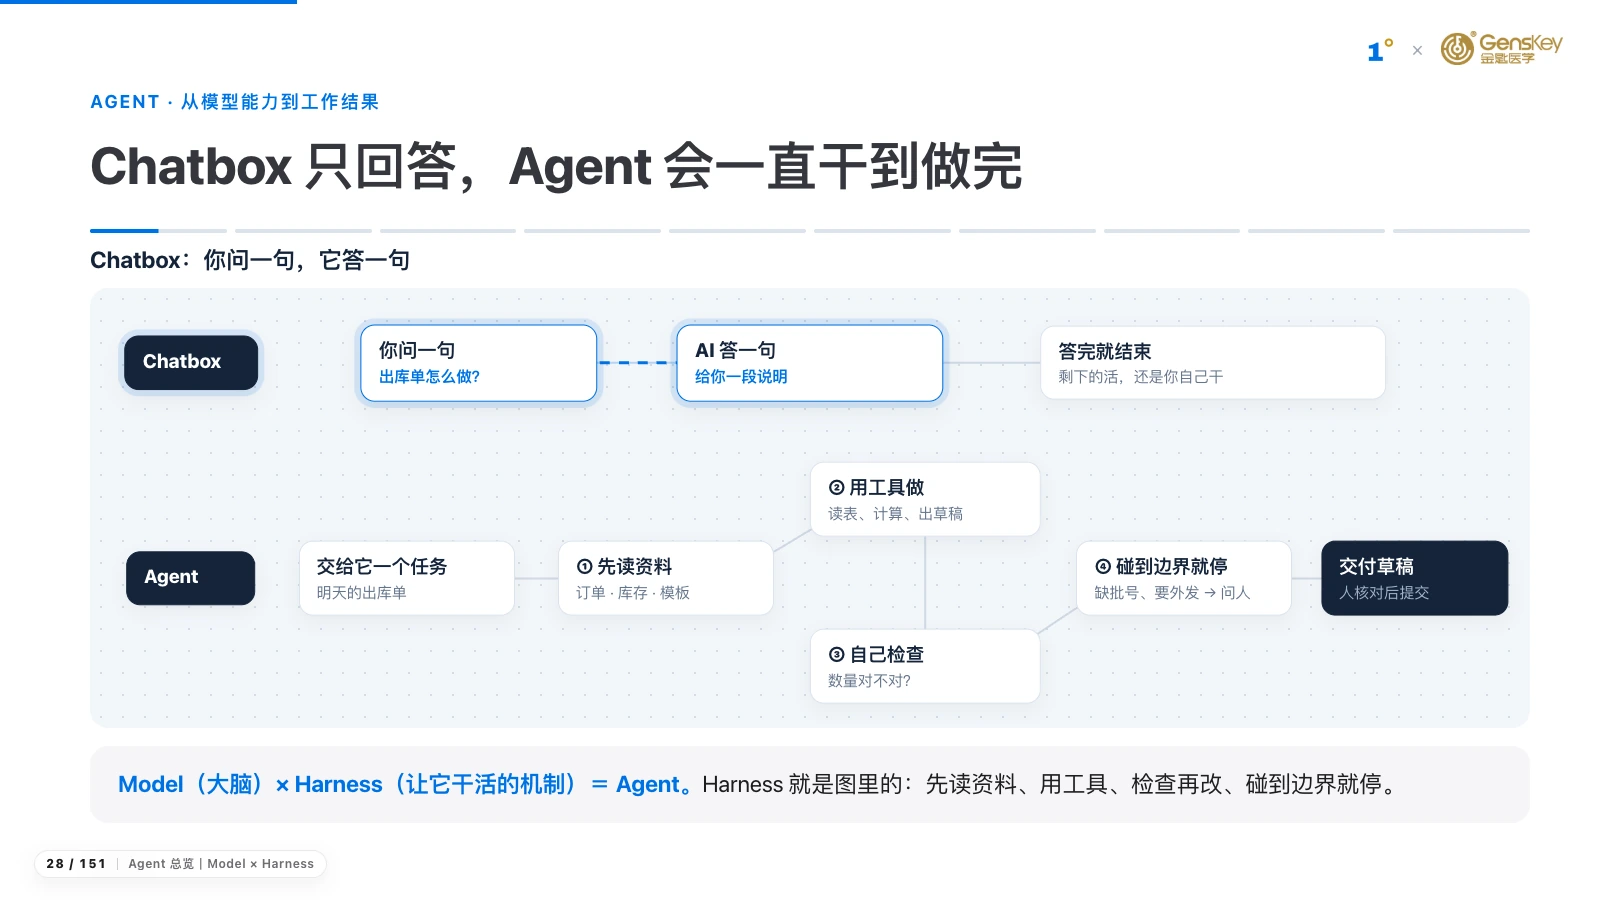 1° × GensKey®
金匙医学
AGENT · 从模型能力到工作结果
Chatbox 只回答，Agent 会一直干到做完
Chatbox：你问一句，它答一句
Chatbox
你问一句
出库单怎么做?
AI 答一句
给你一段说明
答完就结束
剩下的活，还是你自己干
Agent
交给它一个任务
明天的出库单
① 先读资料
订单 · 库存 · 模板
② 用工具做
读表、计算、出草稿
③ 自己检查
数量对不对?
④ 碰到边界就停
缺批号、要外发 → 问人
交付草稿
人核对后提交
Model（大脑）× Harness（让它干活的机制）＝ Agent。Harness 就是图里的：先读资料、用工具、检查再改、碰到边界就停。
28 / 151 | Agent 总览 | Model × Harness